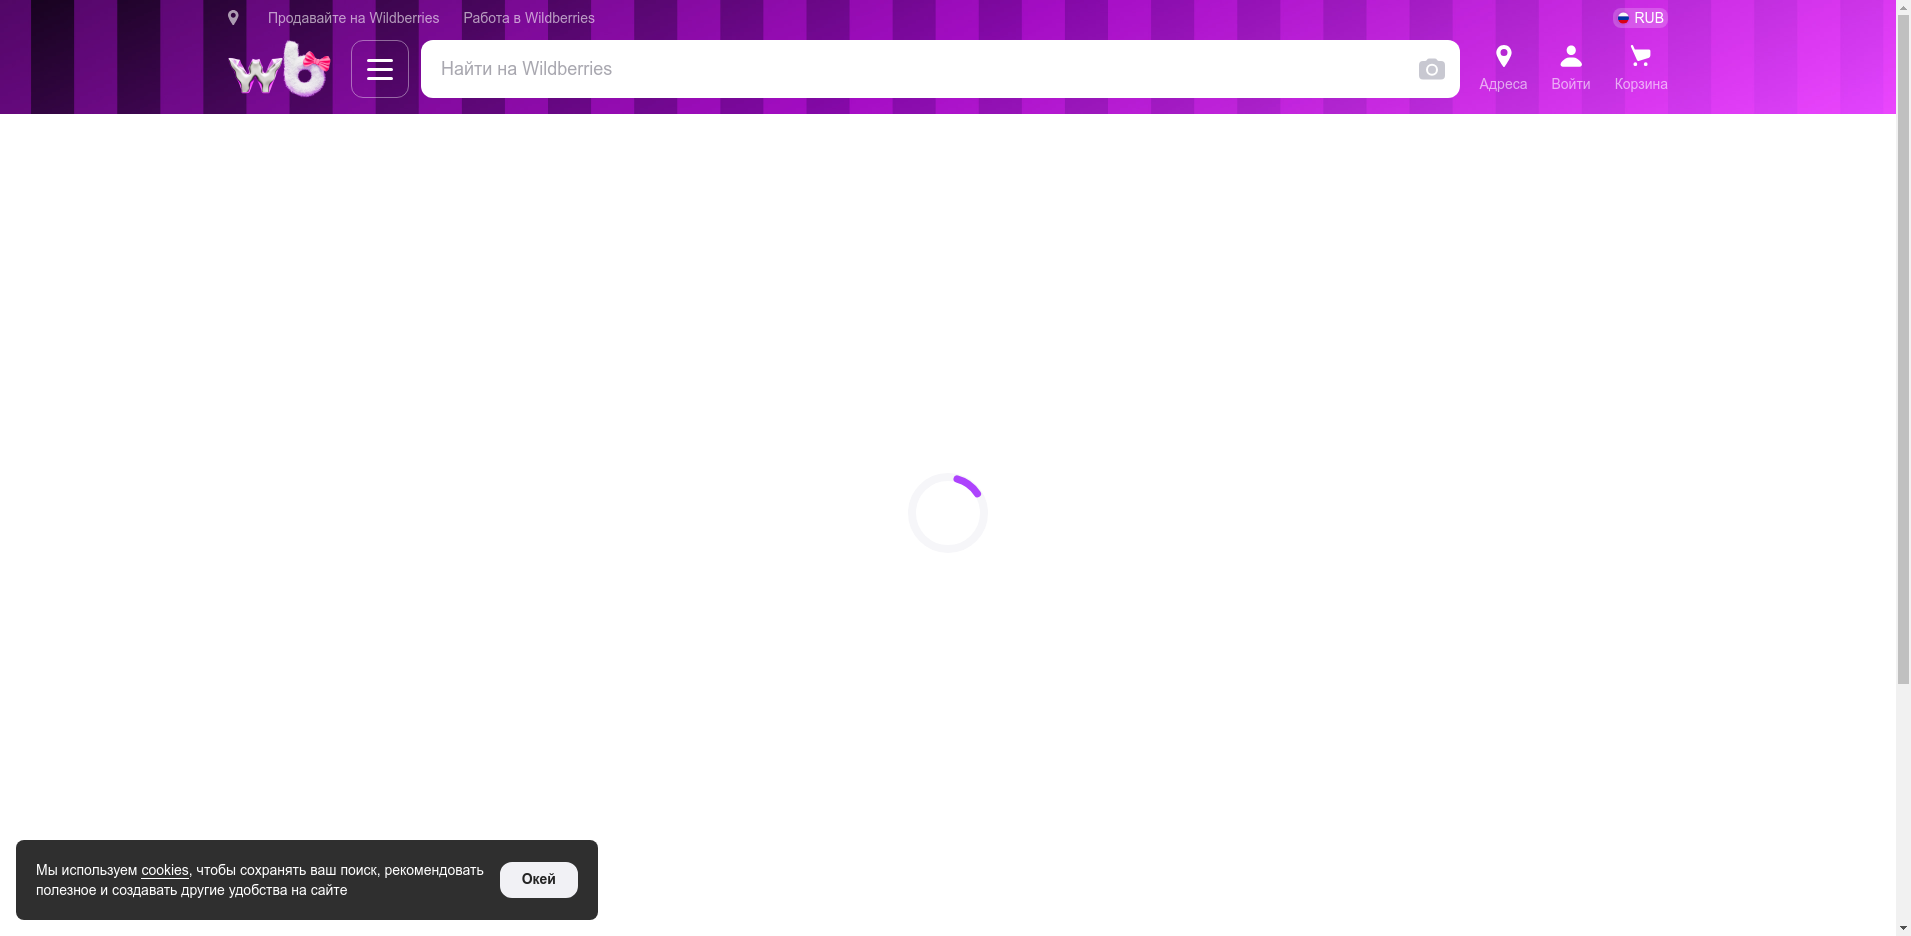 Продавайте на Wildberries Работа в Wildberries RUB
wb
Найти на Wildberries
Адреса Войти Корзина
Мы используем cookies, чтобы сохранять ваш поиск, рекомендовать
полезное и создавать другие удобства на сайте
Окей